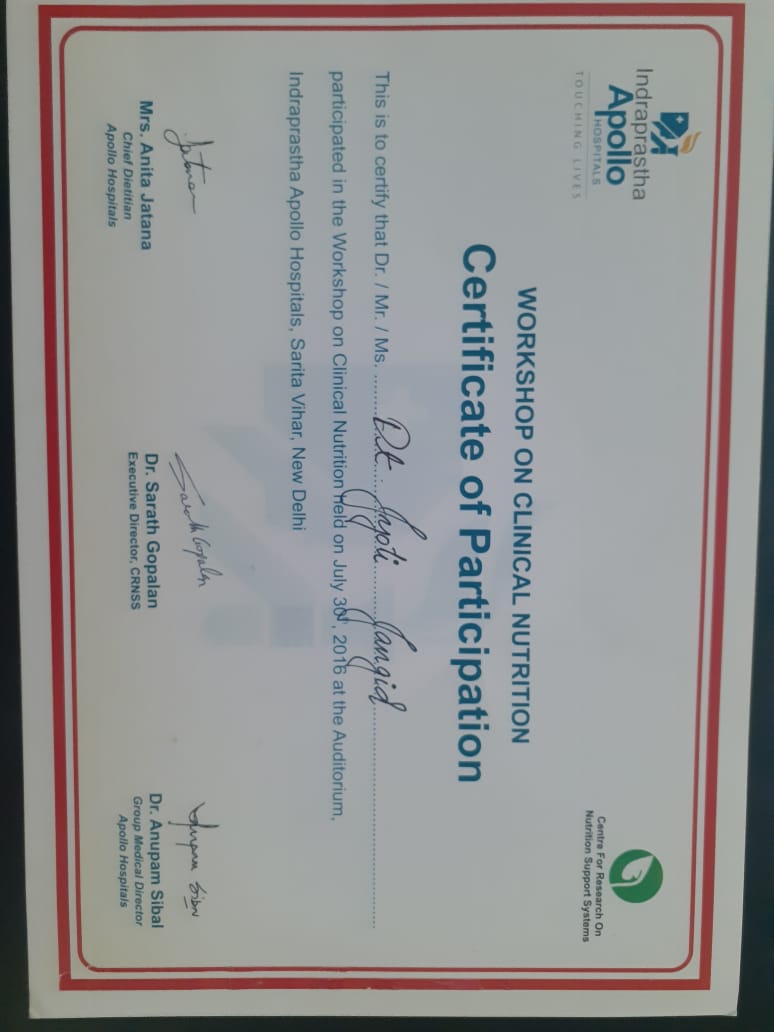 Indraprastha
Apollo
HOSPITALS
TOUCHING LIVES
Centre For Research On
Nutrition Support Systems
WORKSHOP ON CLINICAL NUTRITION
Certificate of Participation
This is to certify that Dr. / Mr. / Ms. Dt Jyoti Jangid
participated in the Workshop on Clinical Nutrition held on July 30th, 2016 at the Auditorium,
Indraprastha Apollo Hospitals, Sarita Vihar, New Delhi
Jatana
Sarath Gopalan
Anupam Sibal
Mrs. Anita Jatana
Chief Dietitian
Apollo Hospitals
Dr. Sarath Gopalan
Executive Director, CRNSS
Dr. Anupam Sibal
Group Medical Director
Apollo Hospitals